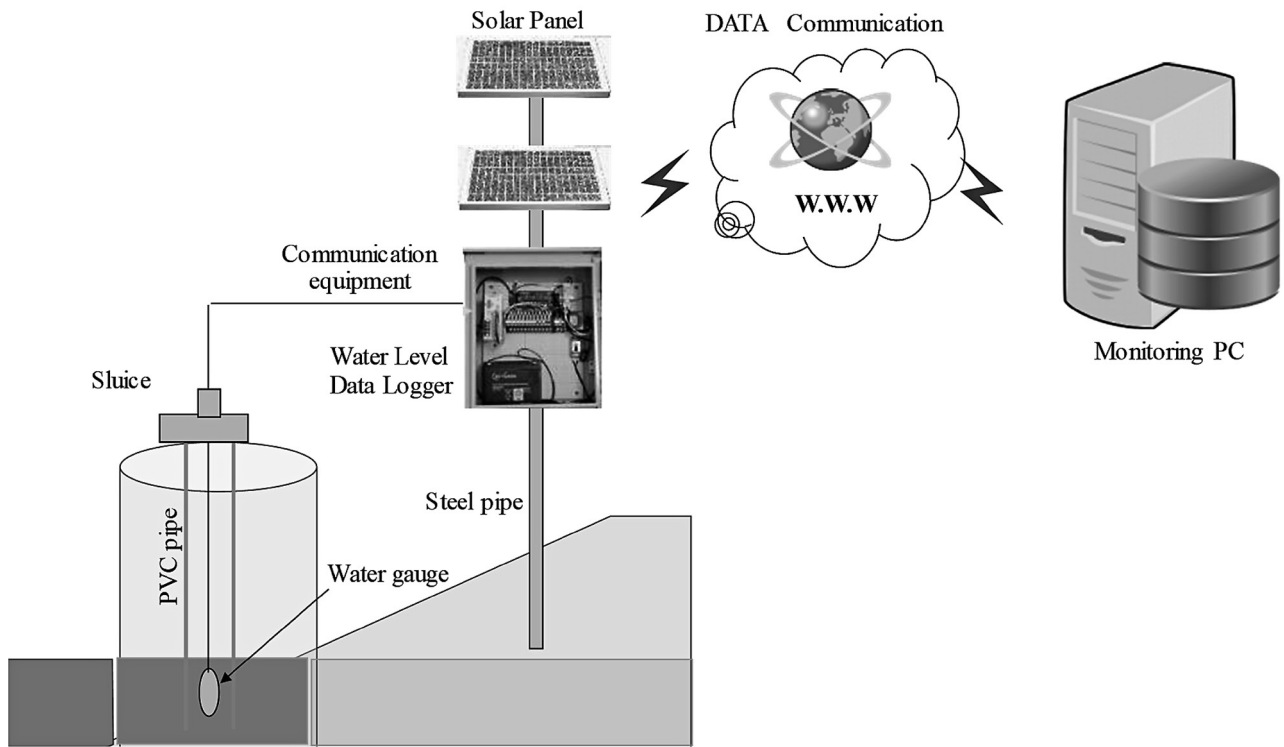 Solar Panel
DATA Communication
W.W.W
Communication
equipment
Water Level
Data Logger
Monitoring PC
Sluice
Steel pipe
PVC pipe
Water gauge